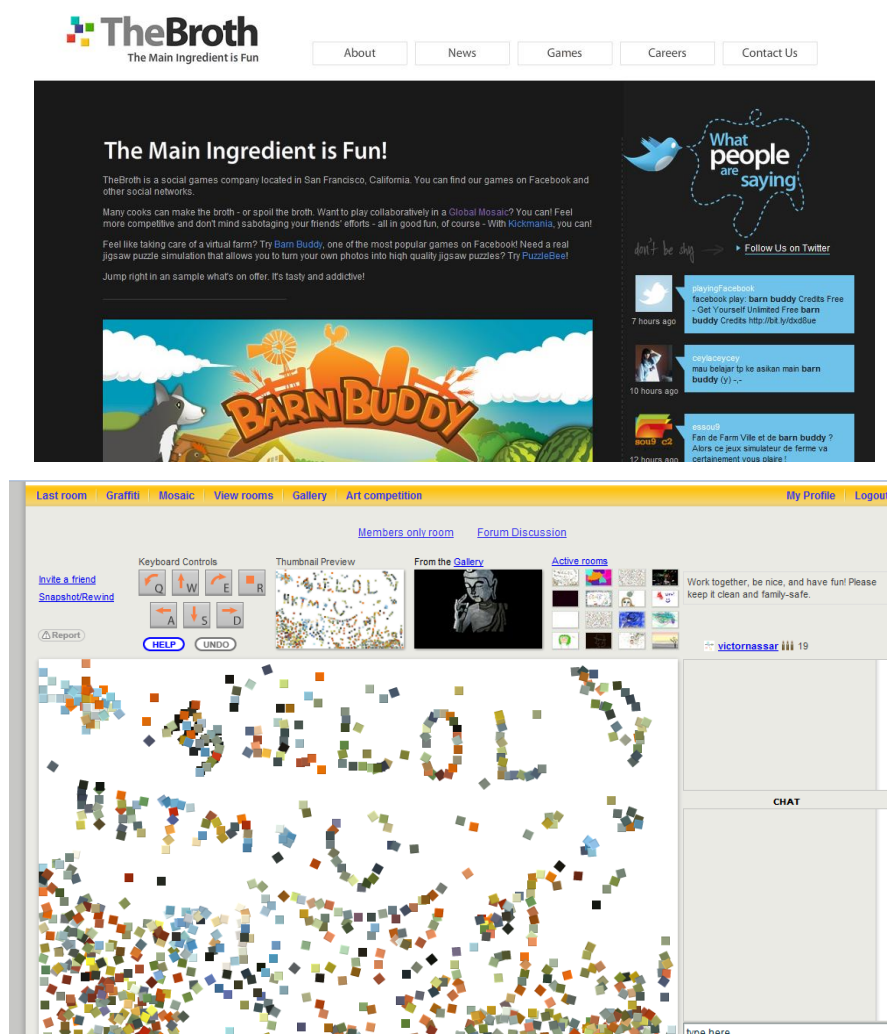 TheBroth
The Main Ingredient is Fun
About News Games Careers Contact Us
The Main Ingredient is Fun!
TheBroth is a social games company located in San Francisco, California. You can find our games on Facebook and
other social networks.
Many cooks can make the broth - or spoil the broth. Want to play collaboratively in a Global Mosaic? You can! Feel
more competitive and don't mind sabotaging your friends' efforts - all in good fun, of course - With Kickmania, you can!
Feel like taking care of a virtual farm? Try Barn Buddy, one of the most popular games on Facebook! Need a real
jigsaw puzzle simulation that allows you to turn your own photos into high quality jigsaw puzzles? Try PuzzleBee!
Jump right in an sample what's on offer. It's tasty and addictive!
BARN BUDDY
What
people
are
saying
don't be shy
Follow Us on Twitter
playingFacebook
facebook play: barn buddy Credits Free
- Get Yourself Unlimited Free barn
buddy Credits http://bit.ly/dxd8ue
7 hours ago
ceylaceycey
mau belajar tp ke asikan main barn
buddy (y) -,-
10 hours ago
essou9
Fan de Farm Ville et de barn buddy ?
Alors ce jeux simulateur de ferme va
certainement vous plaire !
sou9 c2
12 hours ago
Last room Graffiti Mosaic View rooms Gallery Art competition My Profile Logout
Members only room Forum Discussion
Invite a friend
Snapshot/Rewind
Report
Keyboard Controls
Q W E R
A S D
HELP UNDO
Thumbnail Preview
From the Gallery
Active rooms
Work together, be nice, and have fun! Please
keep it clean and family-safe.
victornassar 19
CHAT
type here